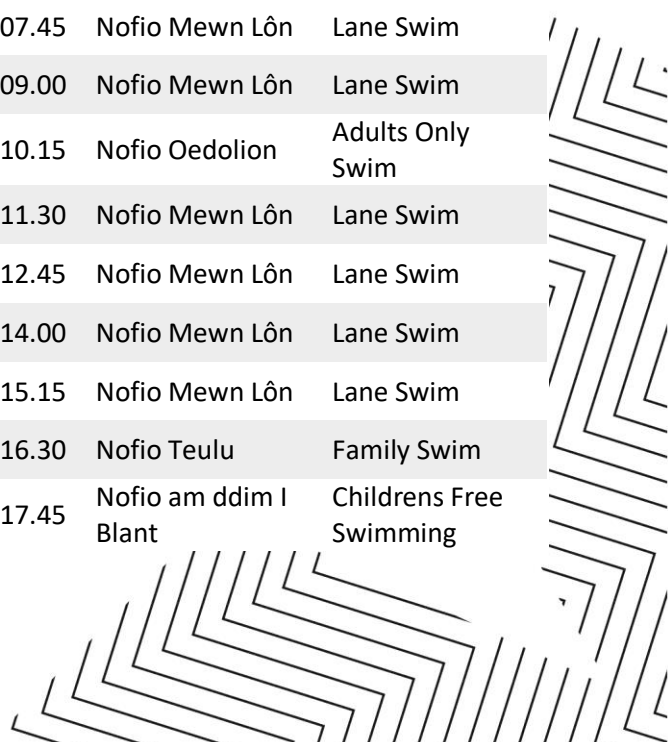 07.45 Nofio Mewn Lôn Lane Swim
09.00 Nofio Mewn Lôn Lane Swim
10.15 Nofio Oedolion Adults Only
Swim
11.30 Nofio Mewn Lôn Lane Swim
12.45 Nofio Mewn Lôn Lane Swim
14.00 Nofio Mewn Lôn Lane Swim
15.15 Nofio Mewn Lôn Lane Swim
16.30 Nofio Teulu Family Swim
17.45 Nofio am ddim I Childrens Free
Blant Swimming